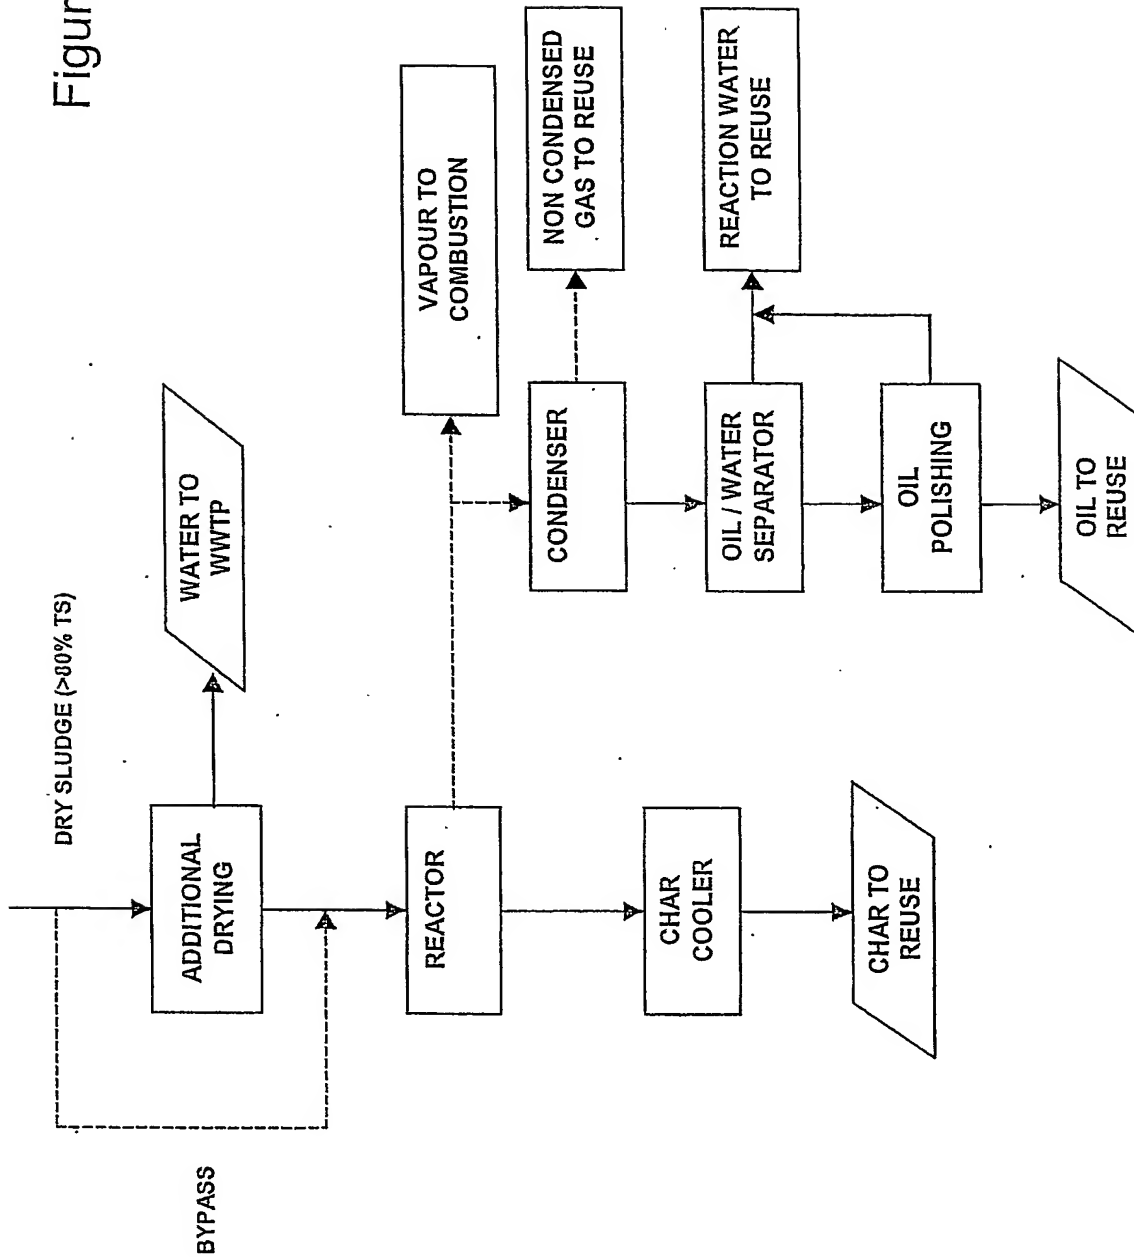 Figur
DRY SLUDGE (>80% TS)
BYPASS
ADDITIONAL
DRYING
WATER TO
WWTP
REACTOR
VAPOUR TO
COMBUSTION
CONDENSER
NON CONDENSED
GAS TO REUSE
CHAR
COOLER
OIL / WATER
SEPARATOR
REACTION WATER
TO REUSE
CHAR TO
REUSE
OIL
POLISHING
OIL TO
REUSE